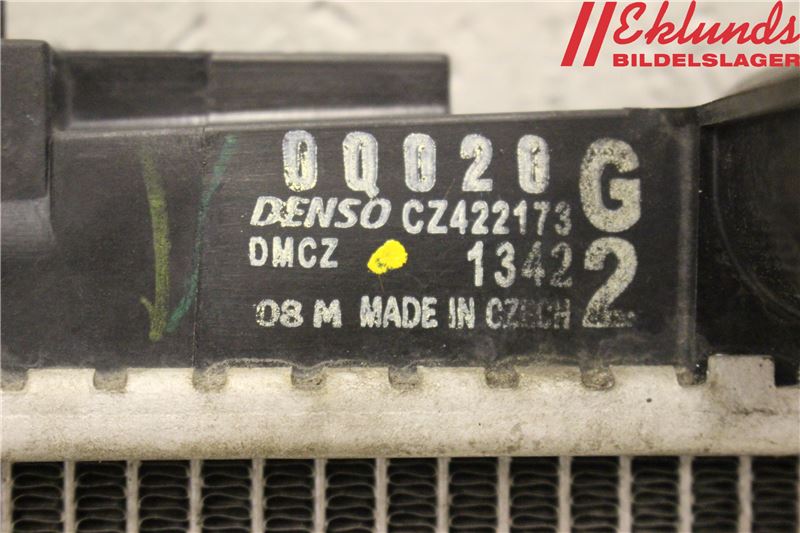 Eklunds
BILDELSLAGER
0Q020 G
DENSO CZ422173
DMCZ 1342 2
08 M MADE IN CZECH